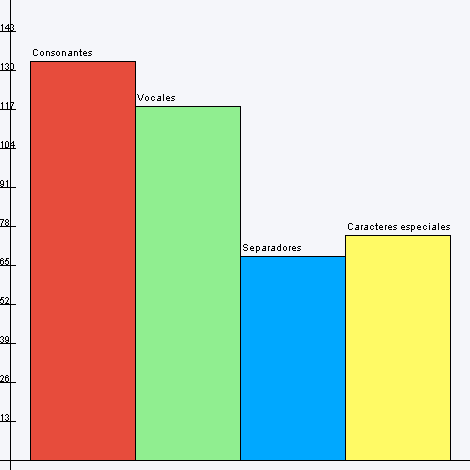 143
Consonantes
130
Vocales
117
104
91
78
Caracteres especiales
Separadores
65
52
39
26
13